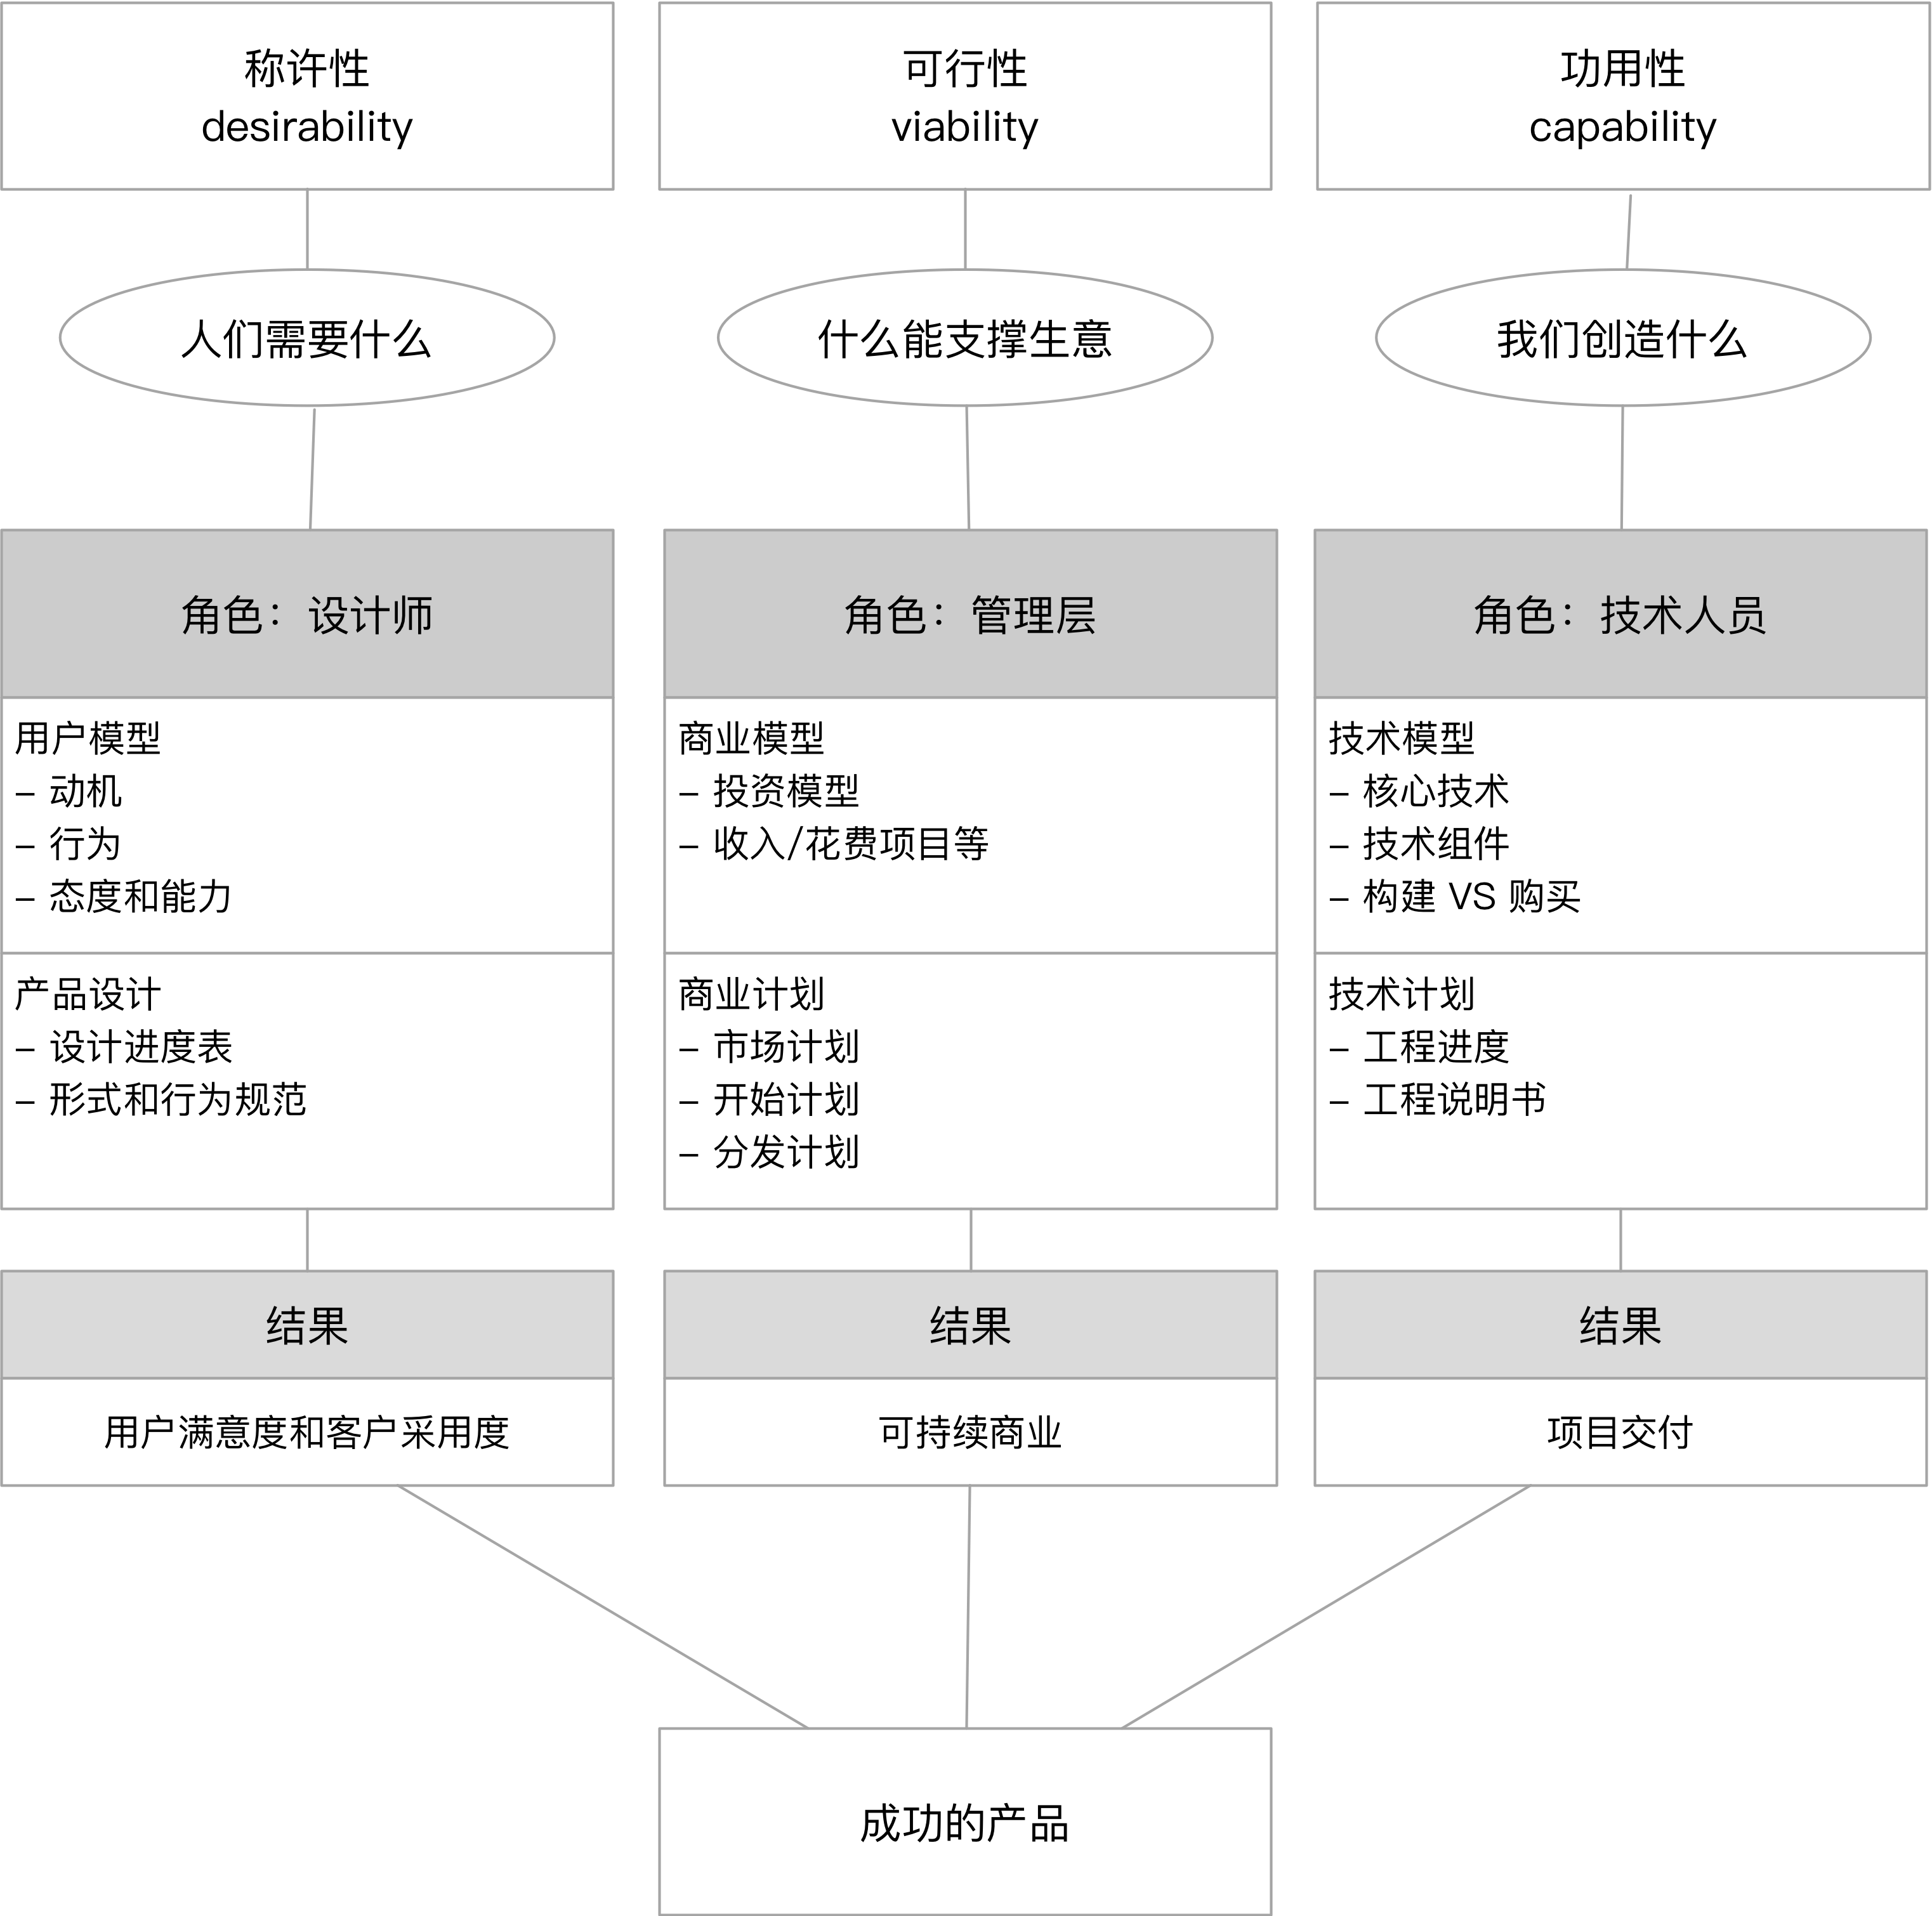 称许性
desirability
可行性
viability
功用性
capability
人们需要什么
什么能支撑生意
我们创造什么
角色：设计师
用户模型
– 动机
– 行为
– 态度和能力
产品设计
– 设计进度表
– 形式和行为规范
角色：管理层
商业模型
– 投资模型
– 收入/花费项目等
商业计划
– 市场计划
– 开始计划
– 分发计划
角色：技术人员
技术模型
– 核心技术
– 技术组件
– 构建 VS 购买
技术计划
– 工程进度
– 工程说明书
结果
用户满意度和客户采用度
结果
可持续商业
结果
项目交付
成功的产品